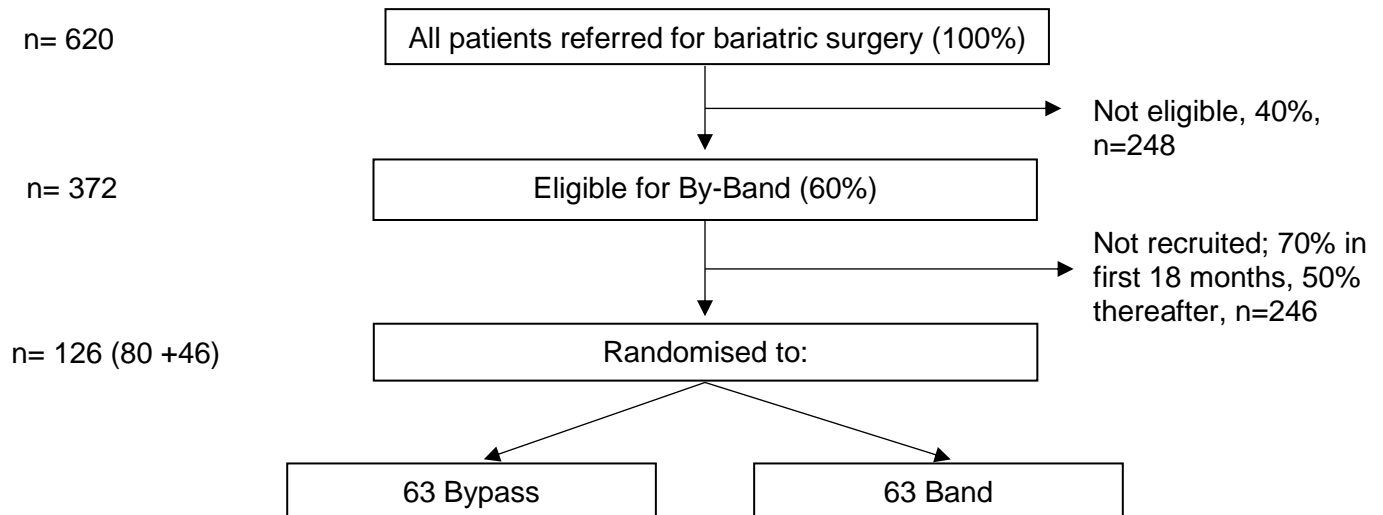 n= 620
All patients referred for bariatric surgery (100%)
Not eligible, 40%,
n=248
n= 372
Eligible for By-Band (60%)
Not recruited; 70% in
first 18 months, 50%
thereafter, n=246
n= 126 (80 +46)
Randomised to:
63 Bypass
63 Band